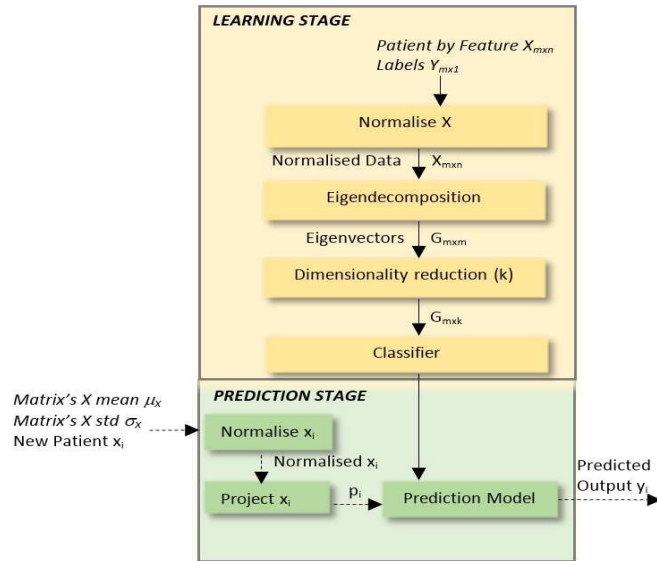 LEARNING STAGE
Patient by Feature Xmxn
Labels Ymx1
Normalise X
Normalised Data Xmxn
Eigendecomposition
Eigenvectors Gmxm
Dimensionality reduction (k)
Gmxk
Classifier
PREDICTION STAGE
Matrix's X mean μx
Matrix's X std σx
New Patient xi
Normalise xi
Normalised xi
Project xi
pi
Prediction Model
Predicted
Output yi